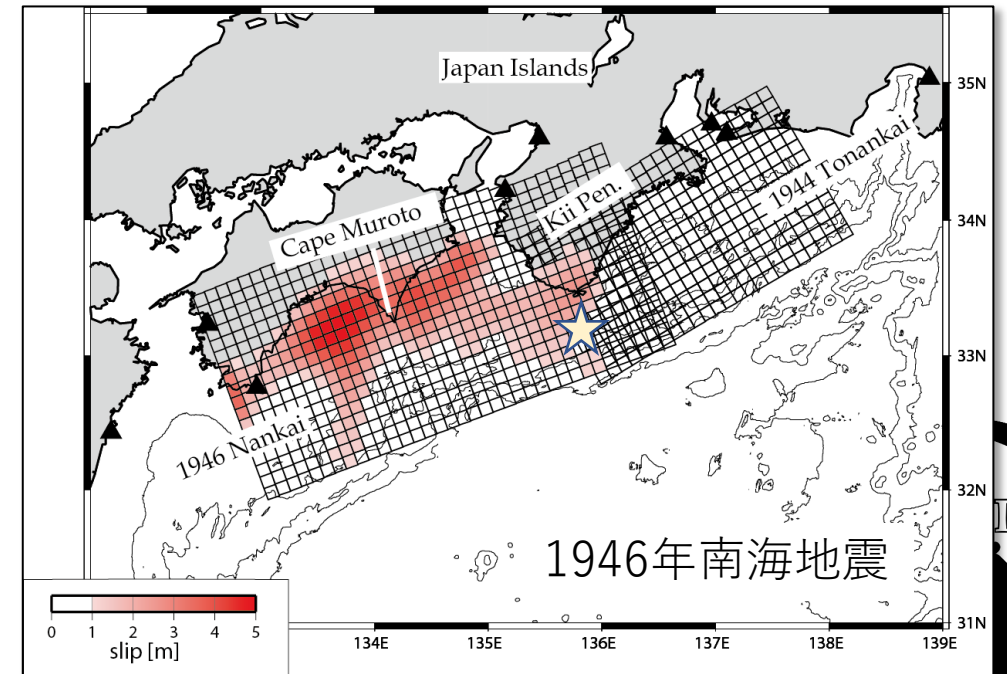 Japan Islands
35N
1944 Tonankai
Kii Pen.
34N
Cape Muroto
33N
1946 Nankai
32N
1946年南海地震
0 1 2 3 4 5
slip [m]
31N
134E 135E 136E 137E 138E 139E